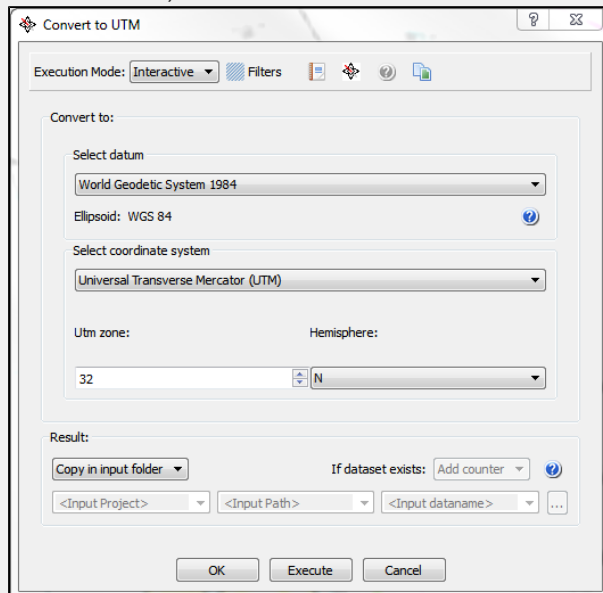 Convert to UTM
Execution Mode: Interactive Filters
Convert to:
Select datum
World Geodetic System 1984
Ellipsoid: WGS 84
Select coordinate system
Universal Transverse Mercator (UTM)
Utm zone: Hemisphere:
32 N
Result:
Copy in input folder If dataset exists: Add counter
<Input Project> <Input Path> <Input dataname> ...
OK Execute Cancel